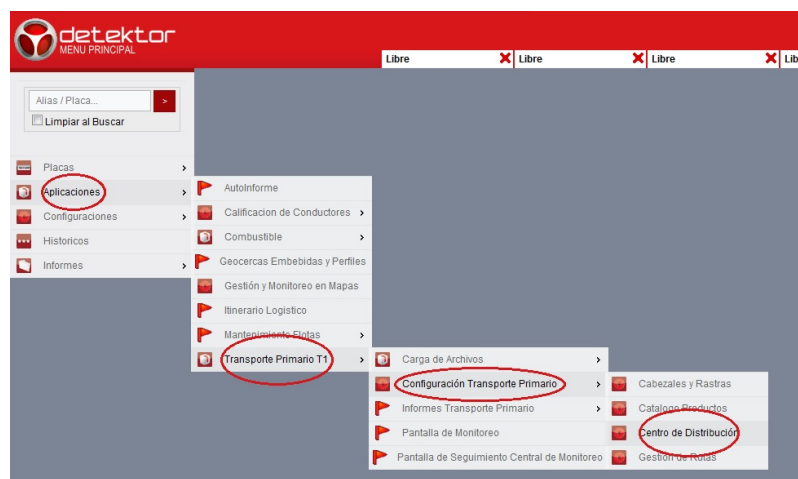 detektor
MENU PRINCIPAL
Libre
Libre
Libre
Lib
Alias / Placa...
>
Limpiar al Buscar
Placas
Aplicaciones
Configuraciones
Historicos
Informes
AutoInforme
Calificacion de Conductores
Combustible
Geocercas Embebidas y Perfiles
Gestión y Monitoreo en Mapas
Itinerario Logistico
Mantenimiento Flotas
Transporte Primario T1
Carga de Archivos
Configuración Transporte Primario
Informes Transporte Primario
Pantalla de Monitoreo
Pantalla de Seguimiento Central de Monitoreo
Cabezales y Rastras
Catalogo Productos
Centro de Distribución
Gestión de Rutas